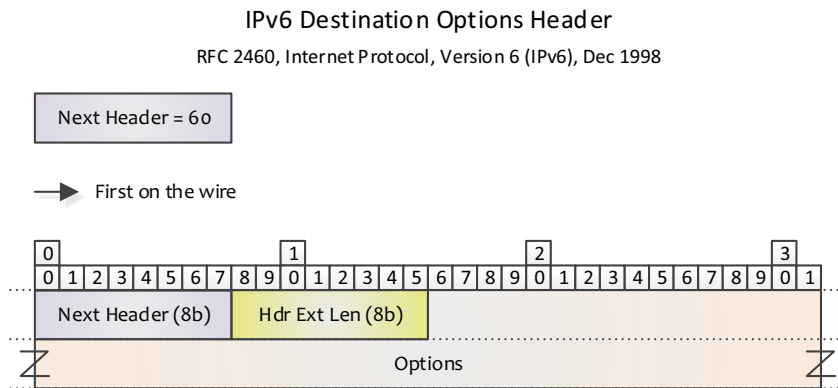 IPv6 Destination Options Header
RFC 2460, Internet Protocol, Version 6 (IPv6), Dec 1998
Next Header = 60
First on the wire
0 1 2 3
0 1 2 3 4 5 6 7 8 9 0 1 2 3 4 5 6 7 8 9 0 1 2 3 4 5 6 7 8 9 0 1
Next Header (8b) Hdr Ext Len (8b)
Options